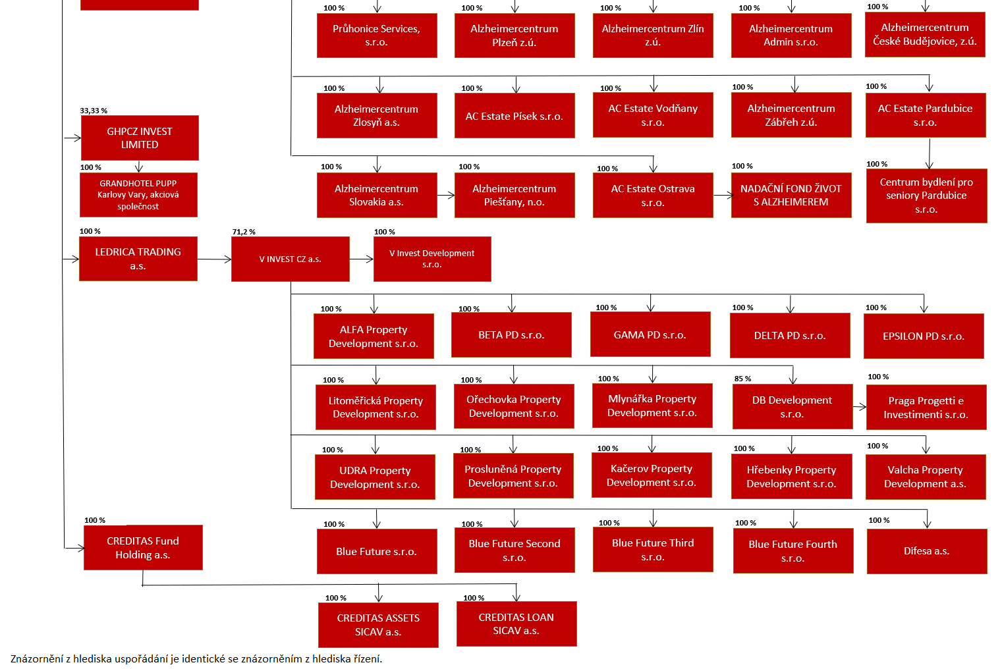 100 %
100 %
100 %
100 %
100 %
Průhonice Services,
s.r.o.
Alzheimercentrum
Plzeň z.ú.
Alzheimercentrum Zlín
z.ú.
Alzheimercentrum
Admin s.r.o.
Alzheimercentrum
České Budějovice, z.ú.
100 %
100 %
100 %
100 %
100 %
Alzheimercentrum
Zlosyň a.s.
AC Estate Písek s.r.o.
AC Estate Vodňany
s.r.o.
Alzheimercentrum
Zábřeh z.ú.
AC Estate Pardubice
s.r.o.
33,33 %
GHPCZ INVEST
LIMITED
100 %
GRANDHOTEL PUPP
Karlovy Vary, akciová
společnost
100 %
Alzheimercentrum
Slovakia a.s.
100 %
Alzheimercentrum
Piešťany, n.o.
100 %
AC Estate Ostrava
s.r.o.
100 %
NADAČNÍ FOND ŽIVOT
S ALZHEIMEREM
100 %
Centrum bydlení pro
seniory Pardubice
s.r.o.
100 %
LEDRICA TRADING
a.s.
71,2 %
V INVEST CZ a.s.
100 %
V Invest Development
s.r.o.
100 %
100 %
100 %
100 %
100 %
ALFA Property
Development s.r.o.
BETA PD s.r.o.
GAMA PD s.r.o.
DELTA PD s.r.o.
EPSILON PD s.r.o.
100 %
100 %
100 %
85 %
100 %
Litoměřická Property
Development s.r.o.
Ořechovka Property
Development s.r.o.
Mlynářka Property
Development s.r.o.
DB Development
s.r.o.
Praga Progetti e
Investimenti s.r.o.
100 %
100 %
100 %
100 %
100 %
UDRA Property
Development s.r.o.
Prosluněná Property
Development s.r.o.
Kačerov Property
Development s.r.o.
Hřebenky Property
Development s.r.o.
Valcha Property
Development a.s.
100 %
CREDITAS Fund
Holding a.s.
100 %
100 %
100 %
100 %
100 %
Blue Future s.r.o.
Blue Future Second
s.r.o.
Blue Future Third
s.r.o.
Blue Future Fourth
s.r.o.
Difesa a.s.
100 %
100 %
CREDITAS ASSETS
SICAV a.s.
CREDITAS LOAN
SICAV a.s.
Znázornění z hlediska uspořádání je identické se znázorněním z hlediska řízení.